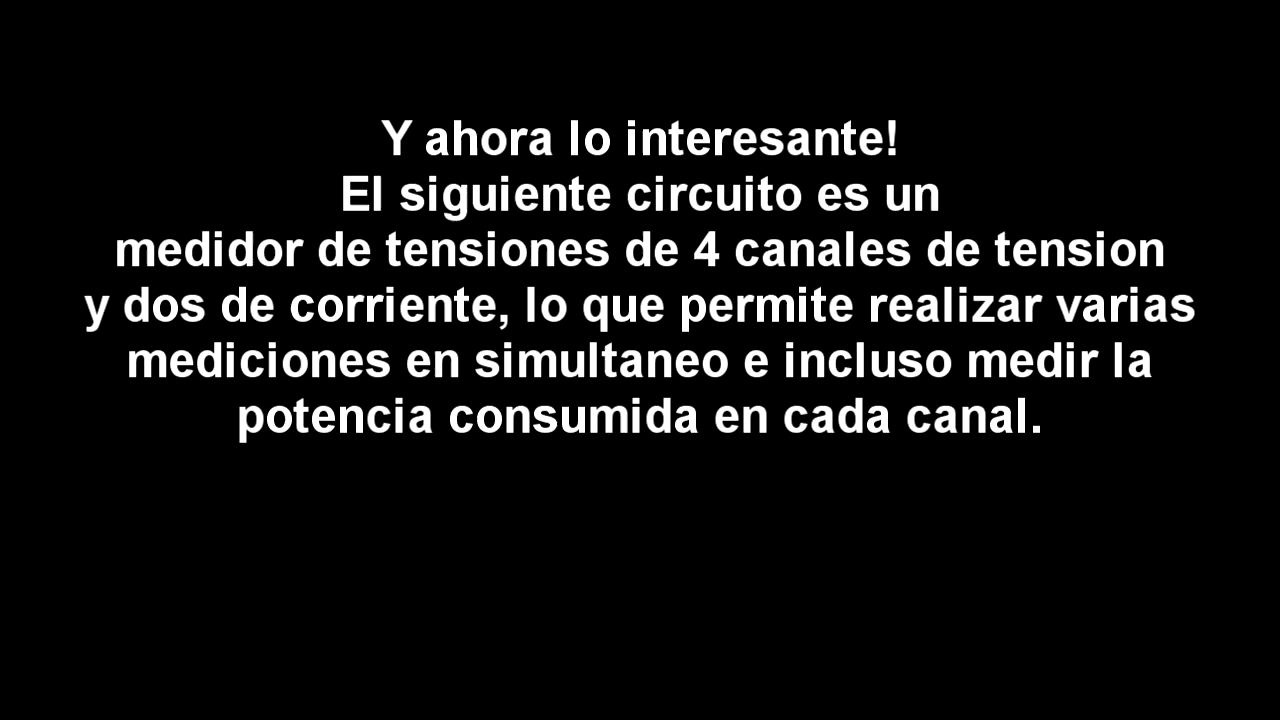 Y ahora lo interesante!
El siguiente circuito es un
medidor de tensiones de 4 canales de tension
y dos de corriente, lo que permite realizar varias
mediciones en simultaneo e incluso medir la
potencia consumida en cada canal.